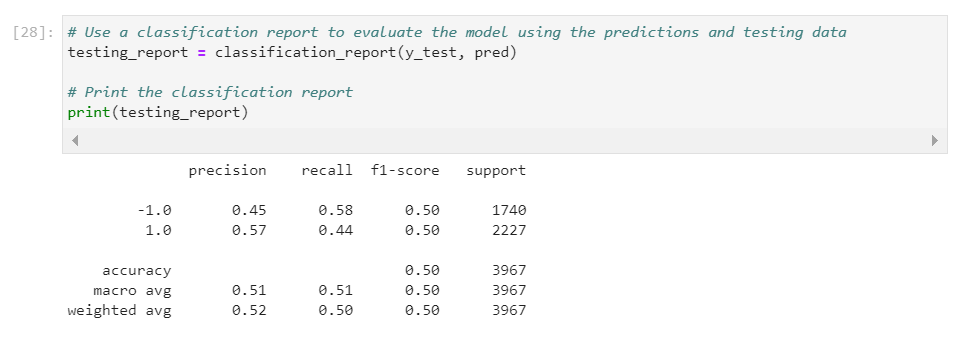 [28]: # Use a classification report to evaluate the model using the predictions and testing data
testing_report = classification_report(y_test, pred)
# Print the classification report
print(testing_report)
precision recall f1-score support
-1.0 0.45 0.58 0.50 1740
1.0 0.57 0.44 0.50 2227
accuracy 0.50 3967
macro avg 0.51 0.51 0.50 3967
weighted avg 0.52 0.50 0.50 3967